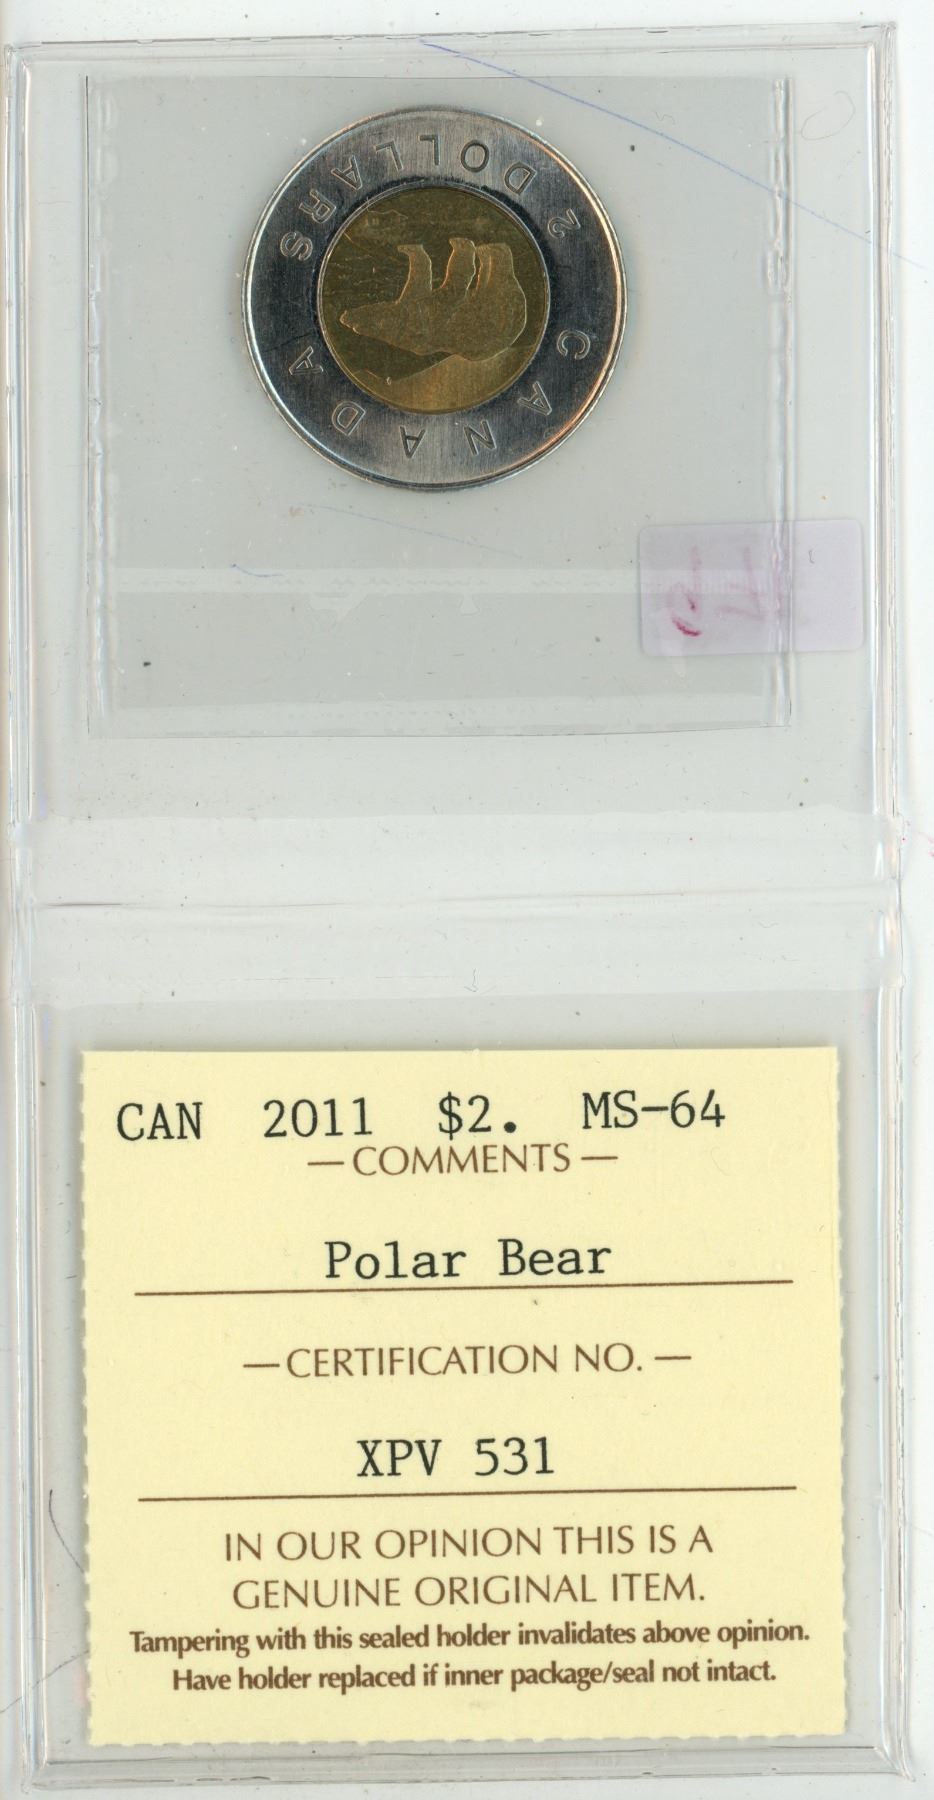 2 DOLLARS
CANADA
CAN 2011 $2. MS-64
— COMMENTS —
Polar Bear
— CERTIFICATION NO. —
XPV 531
IN OUR OPINION THIS IS A
GENUINE ORIGINAL ITEM.
Tampering with this sealed holder invalidates above opinion.
Have holder replaced if inner package/seal not intact.